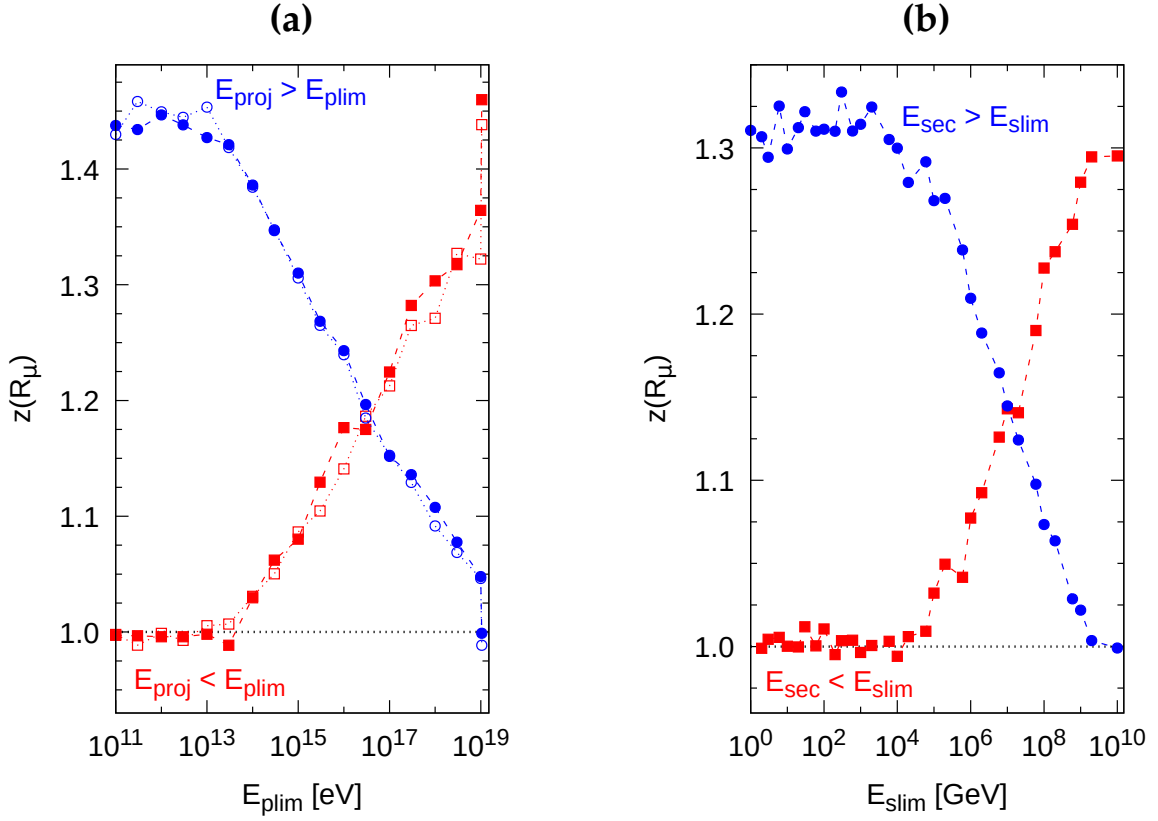 (a)
E_proj > E_plim
1.4
1.3
1.2
1.1
1.0
z(R_μ)
E_proj < E_plim
10^11 10^13 10^15 10^17 10^19
E_plim [eV]
(b)
E_sec > E_slim
1.3
1.2
1.1
1.0
z(R_μ)
E_sec < E_slim
10^0 10^2 10^4 10^6 10^8 10^10
E_slim [GeV]